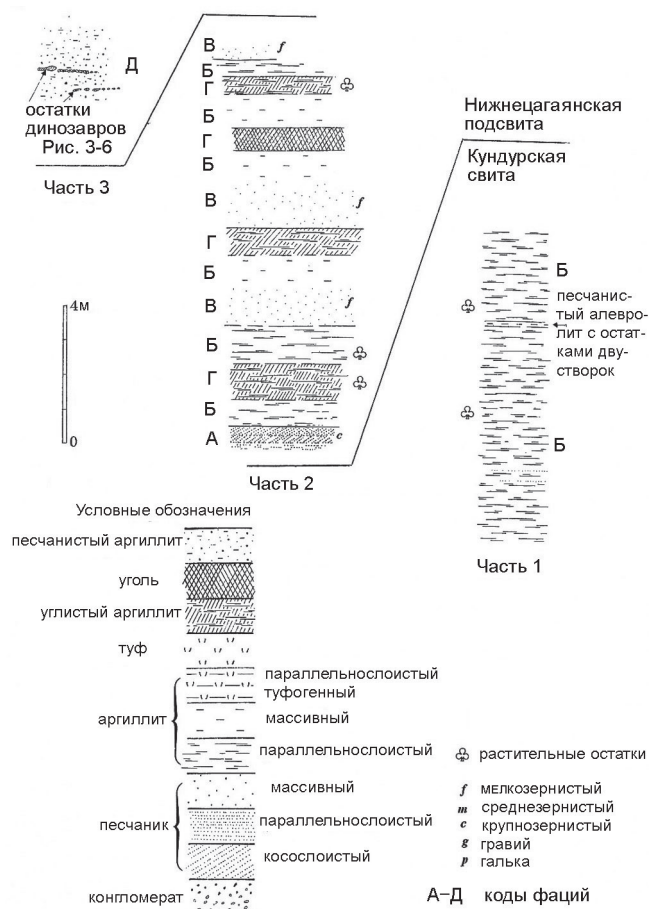 Д
остатки
динозавров
Рис. 3-6
Часть 3
В
f
Б
Г
Б
Г
Б
В
f
Г
Б
В
f
Б
Г
Б
А
c
Часть 2
4м
0
Нижнецагаянская
подсвита
Кундурская
свита
Б
песчанис-
тый алевро-
лит с остат-
ками дву-
створок
Б
Часть 1
Условные обозначения
песчанистый аргиллит
уголь
углистый аргиллит
туф
аргиллит
параллельнослоистый
туфогенный
массивный
параллельнослоистый
песчаник
массивный
параллельнослоистый
косослоистый
конгломерат
растительные остатки
f мелкозернистый
m среднезернистый
c крупнозернистый
g гравий
p галька
А–Д коды фаций